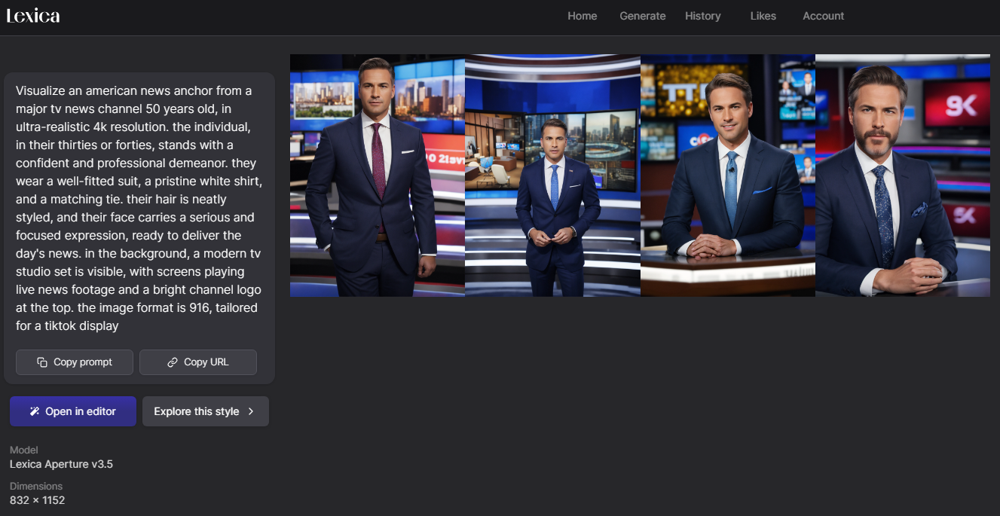 Lexica
Home Generate History Likes Account
Visualize an american news anchor from a
major tv news channel 50 years old, in
ultra-realistic 4k resolution. the individual,
in their thirties or forties, stands with a
confident and professional demeanor. they
wear a well-fitted suit, a pristine white shirt,
and a matching tie. their hair is neatly
styled, and their face carries a serious and
focused expression, ready to deliver the
day's news. in the background, a modern tv
studio set is visible, with screens playing
live news footage and a bright channel logo
at the top. the image format is 916, tailored
for a tiktok display
Copy prompt
Copy URL
Open in editor
Explore this style
Model
Lexica Aperture v3.5
Dimensions
832 × 1152